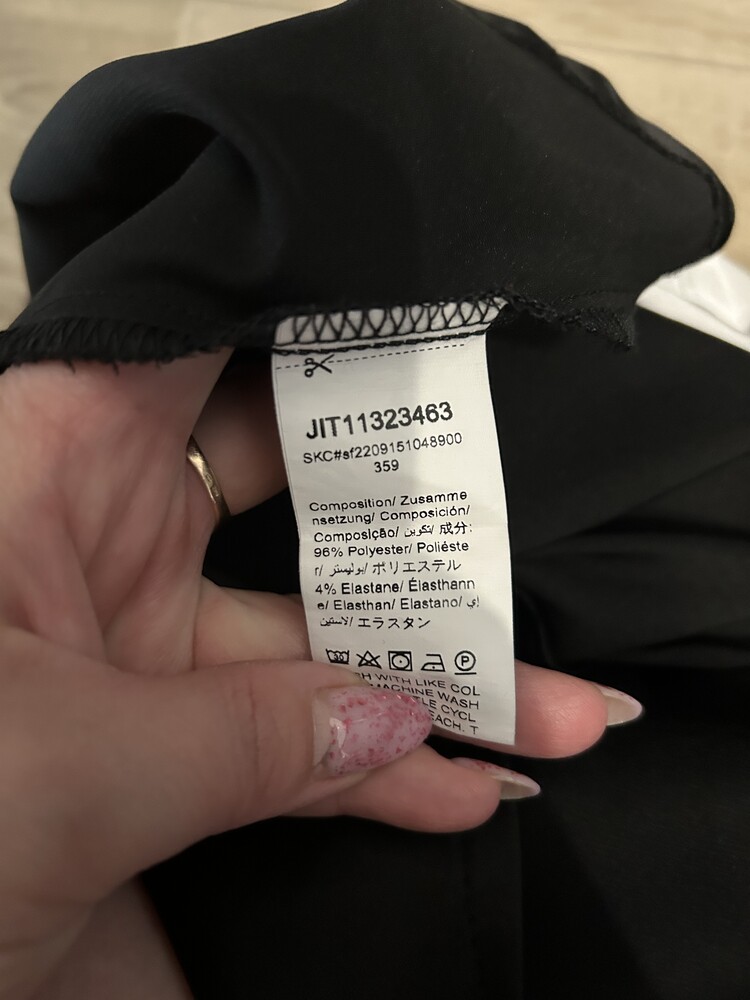 JIT11323463
SKC#sf2209151048900
359
Composition/ Zusamme
nsetzung/ Composición/
Composição/ تكوين/ 成分:
96% Polyester/ Poliéste
r/ بوليستر/ ポリエステル
4% Elastane/ Élasthann
e/ Elasthan/ Elastano/ إي
لاستين/ エラスタン
P
WITH LIKE COL
MACHINE WASH
CYCL
T